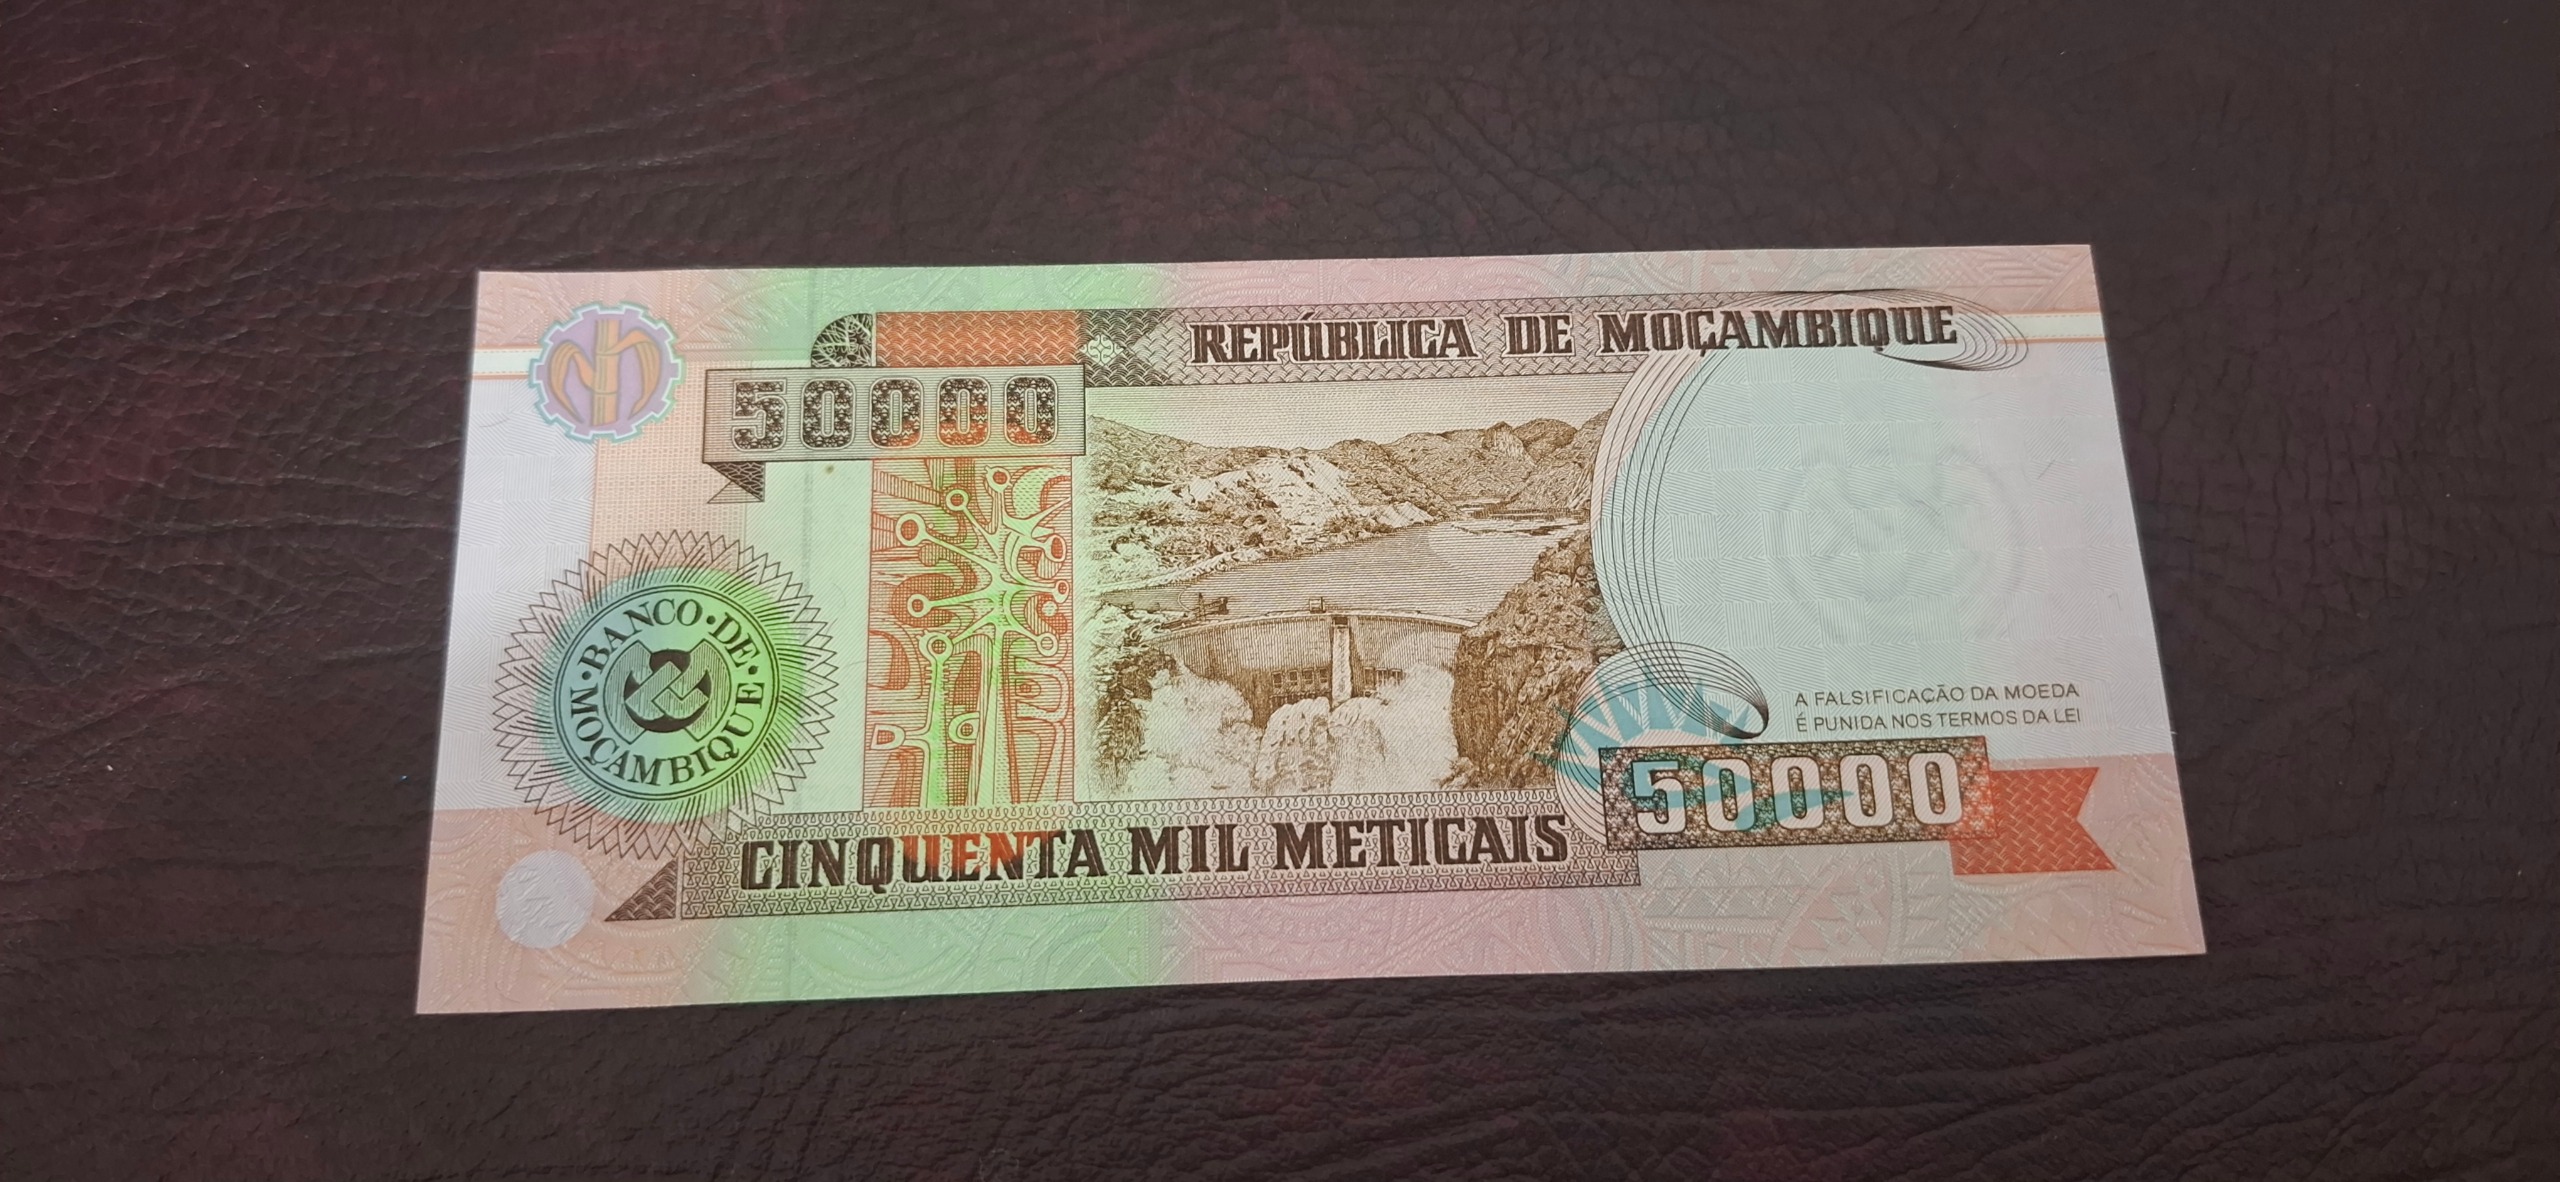 REPÚBLICA DE MOÇAMBIQUE
50000
BANCO · DE · MOÇAMBIQUE ·
A FALSIFICAÇÃO DA MOEDA
É PUNIDA NOS TERMOS DA LEI
50000
CINQUENTA MIL METICAIS